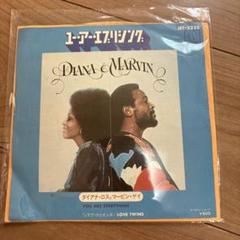 ユー・アー・エブリシング
DIANA & MARVIN
ダイアナ・ロス/マービン・ゲイ
YOU ARE EVERYTHING
LOVE TWINS